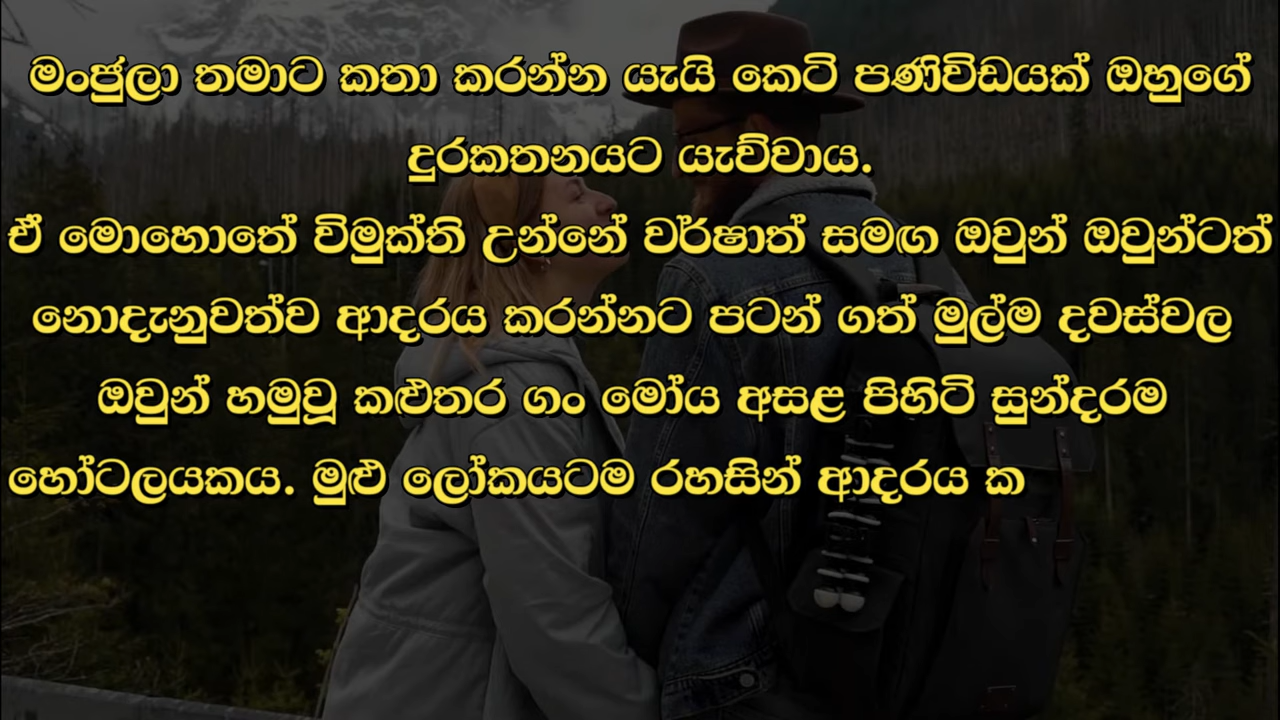 මංජුලා තමාට කතා කරන්න යැයි කෙටි පණිවිඩයක් ඔහුගේ
දුරකතනයට යැව්වාය.
ඒ මොහොතේ විමුක්ති උන්නේ වර්ෂාත් සමඟ ඔවුන් ඔවුන්ටත්
නොදැනුවත්ව ආදරය කරන්නට පටන් ගත් මුල්ම දවස්වල
ඔවුන් හමුවූ කළුතර ගං මෝය අසළ පිහිටි සුන්දරම
හෝටලයකය. මුළු ලෝකයටම රහසින් ආදරය ක